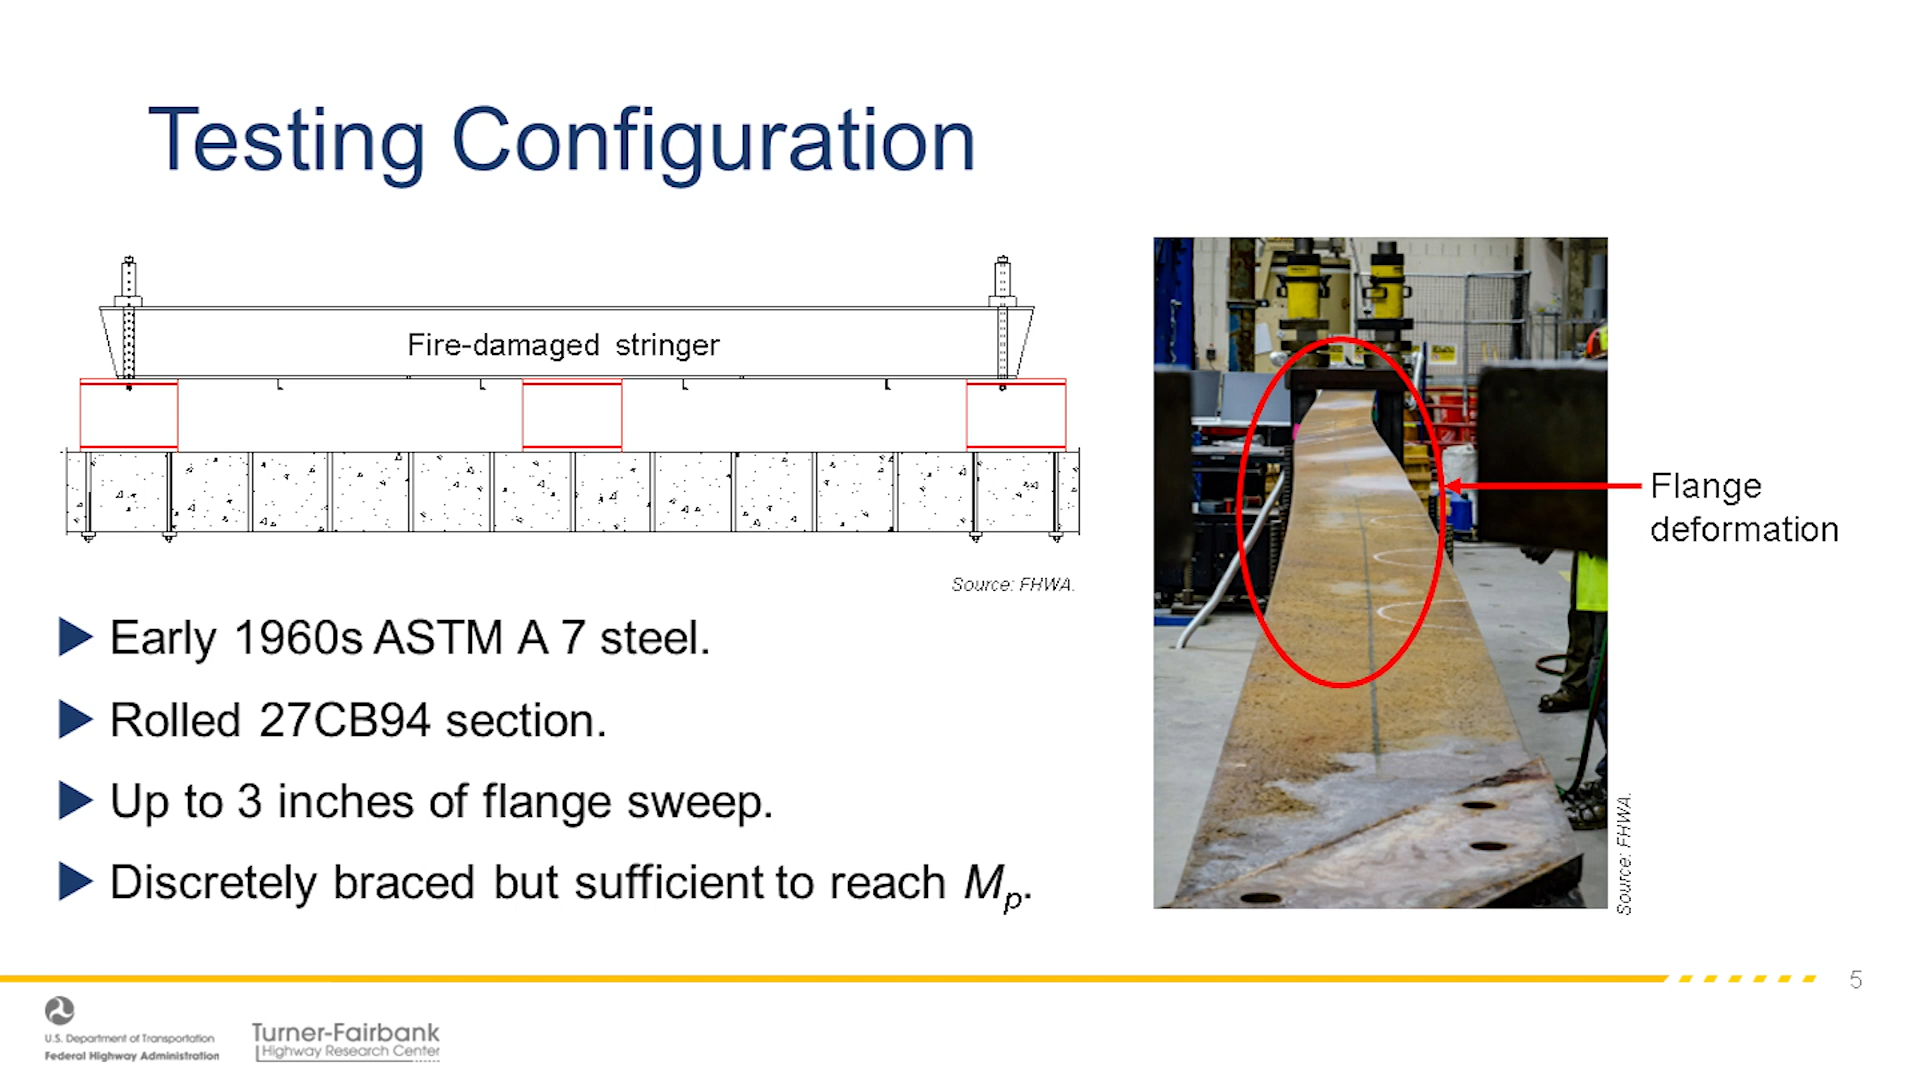 Testing Configuration
Fire-damaged stringer
Source: FHWA.
Early 1960s ASTM A 7 steel.
Rolled 27CB94 section.
Up to 3 inches of flange sweep.
Discretely braced but sufficient to reach Mp.
Flange
deformation
Source: FHWA.
5
U.S. Department of Transportation
Federal Highway Administration
Turner-Fairbank
Highway Research Center